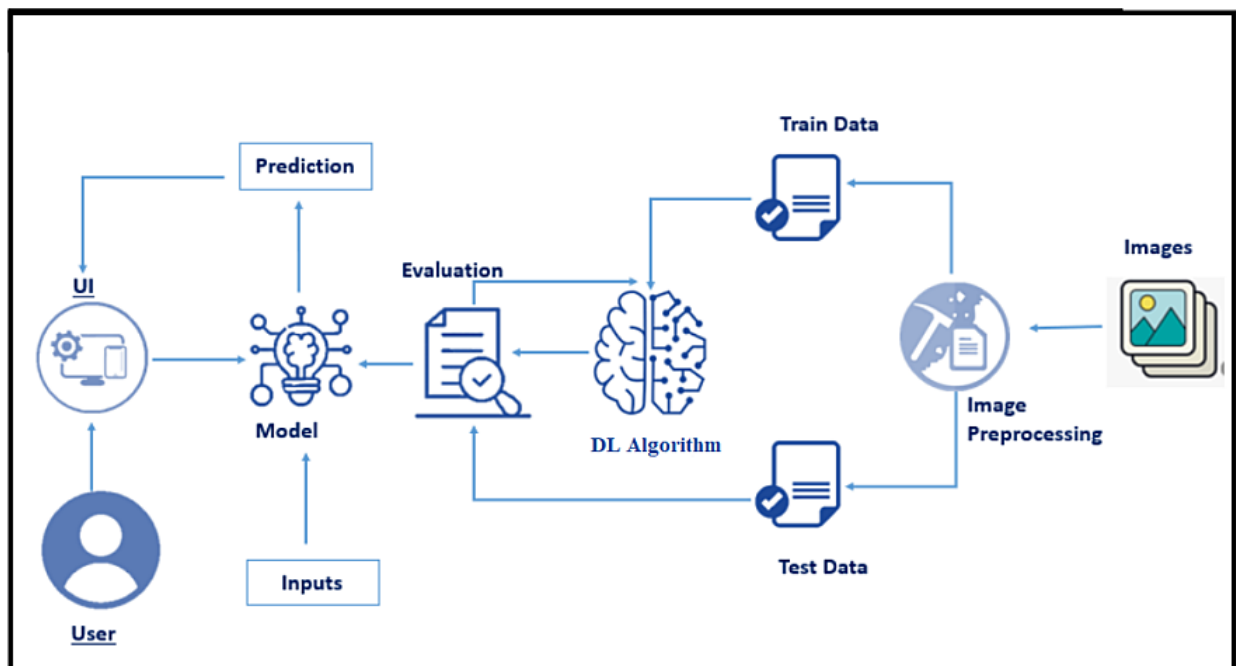 Train Data
Prediction
Images
Evaluation
UI
Image
Preprocessing
Model
DL Algorithm
Test Data
Inputs
User